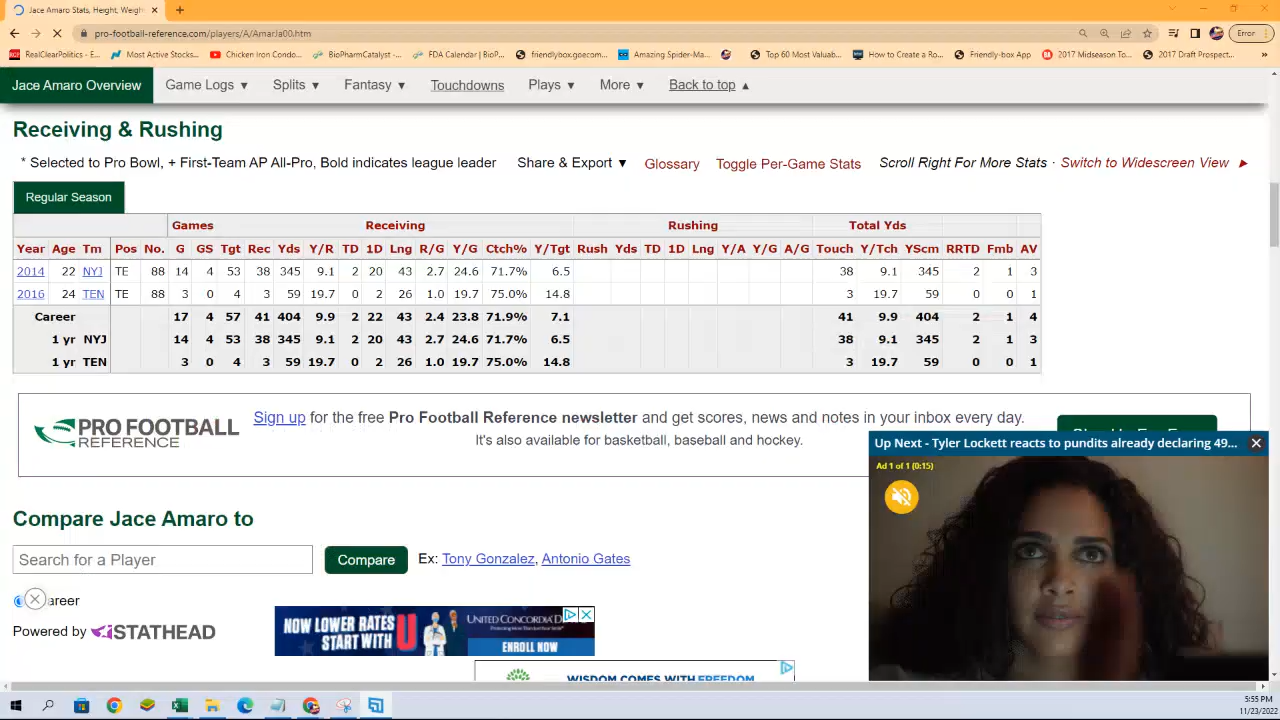 Jace Amaro Stats, Height, Weigh
pro-football-reference.com/players/A/AmarJa00.htm
Error
RealClearPolitics - E...
Most Active Stocks...
Chicken Iron Condo...
BioPharmCatalyst -...
FDA Calendar | BioP...
friendlybox.goecom...
Amazing Spider-Ma...
Top 60 Most Valuab...
How to Create a Ro...
Friendly-box App
2017 Midseason To...
2017 Draft Prospect...
Jace Amaro Overview
Game Logs ▼
Splits ▼
Fantasy ▼
Touchdowns
Plays ▼
More ▼
Back to top ▲
Receiving & Rushing
* Selected to Pro Bowl, + First-Team AP All-Pro, Bold indicates league leader
Share & Export ▼
Glossary
Toggle Per-Game Stats
Scroll Right For More Stats · Switch to Widescreen View ►
Regular Season
Games Receiving Rushing Total Yds
Year Age Tm Pos No. G GS Tgt Rec Yds Y/R TD 1D Lng R/G Y/G Ctch% Y/Tgt Rush Yds TD 1D Lng Y/A Y/G A/G Touch Y/Tch YScm RRTD Fmb AV
2014 22 NYJ TE 88 14 4 53 38 345 9.1 2 20 43 2.7 24.6 71.7% 6.5 38 9.1 345 2 1 3
2016 24 TEN TE 88 3 0 4 3 59 19.7 0 2 26 1.0 19.7 75.0% 14.8 3 19.7 59 0 0 1
Career 17 4 57 41 404 9.9 2 22 43 2.4 23.8 71.9% 7.1 41 9.9 404 2 1 4
1 yr NYJ 14 4 53 38 345 9.1 2 20 43 2.7 24.6 71.7% 6.5 38 9.1 345 2 1 3
1 yr TEN 3 0 4 3 59 19.7 0 2 26 1.0 19.7 75.0% 14.8 3 19.7 59 0 0 1
PRO FOOTBALL
REFERENCE
Sign up for the free Pro Football Reference newsletter and get scores, news and notes in your inbox every day.
It's also available for basketball, baseball and hockey.
Up Next - Tyler Lockett reacts to pundits already declaring 49...
Ad 1 of 1 (0:15)
Compare Jace Amaro to
Search for a Player
Compare
Ex: Tony Gonzalez, Antonio Gates
areer
Powered by STATHEAD
NOW LOWER RATES
START WITH U
UNITED CONCORDIA D
ENROLL NOW
WISDOM COMES WITH FREEDOM
5:55 PM
11/23/2022